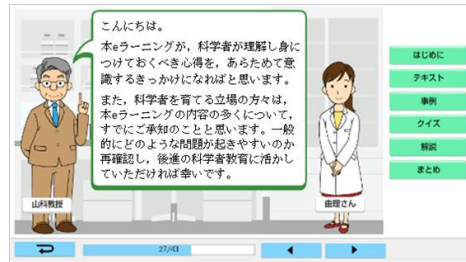 こんにちは。
本eラーニングが，科学者が理解し身に
つけておくべき心得を，あらためて意
識するきっかけになればと思います。
また，科学者を育てる立場の方々は，
本eラーニングの内容の多くについて，
すでにご承知のことと思います。一般
的にどのような問題が起きやすいのか
再確認し，後進の科学者教育に活かし
ていただければ幸いです。
山科教授
由理さん
はじめに
テキスト
事例
クイズ
解説
まとめ
27/43